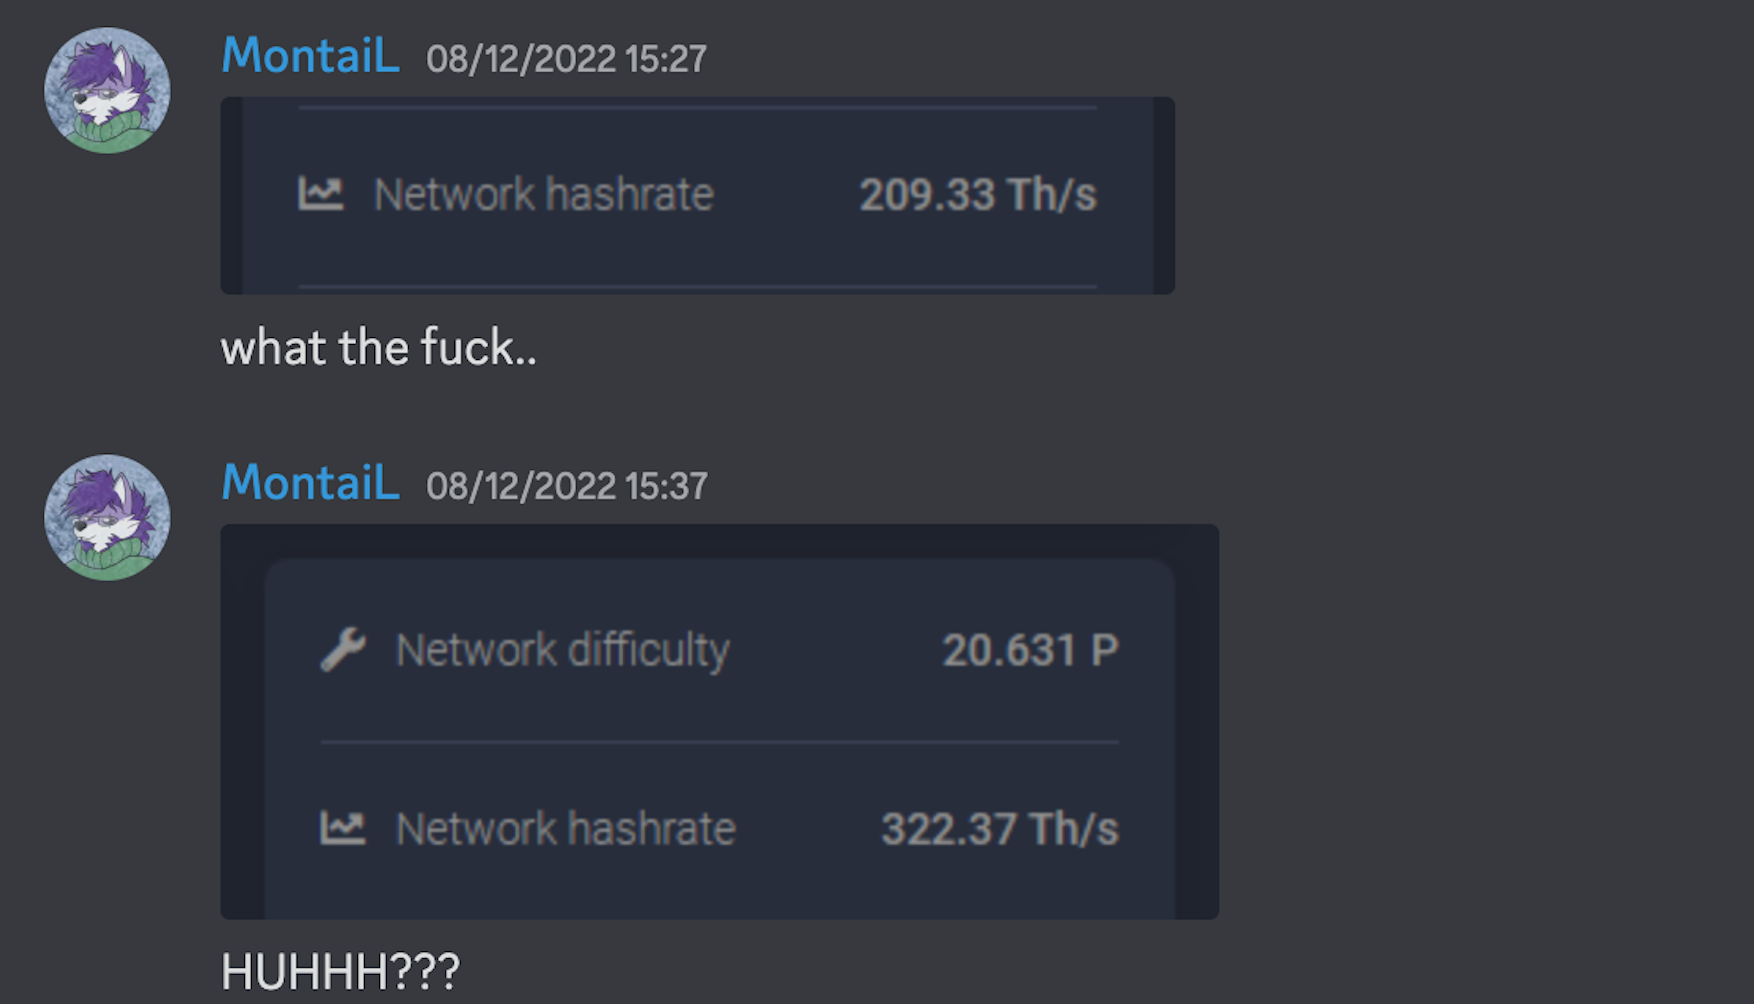 MontaiL 08/12/2022 15:27
Network hashrate 209.33 Th/s
what the fuck..
MontaiL 08/12/2022 15:37
Network difficulty 20.631 P
Network hashrate 322.37 Th/s
HUHHH???